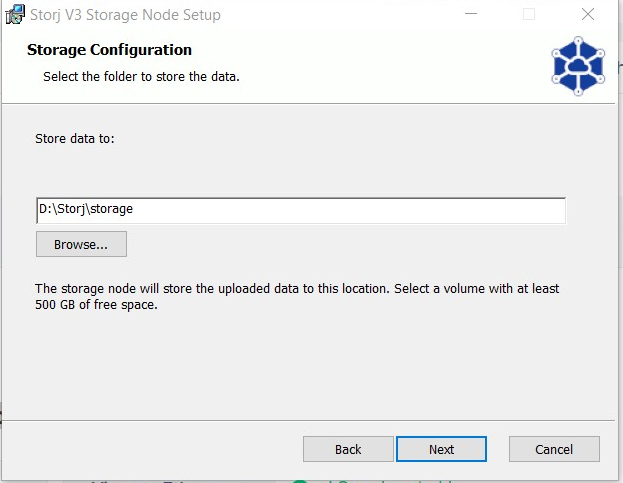 Storj V3 Storage Node Setup
Storage Configuration
Select the folder to store the data.
Store data to:
D:\Storj\storage
Browse...
The storage node will store the uploaded data to this location. Select a volume with at least
500 GB of free space.
Back
Next
Cancel